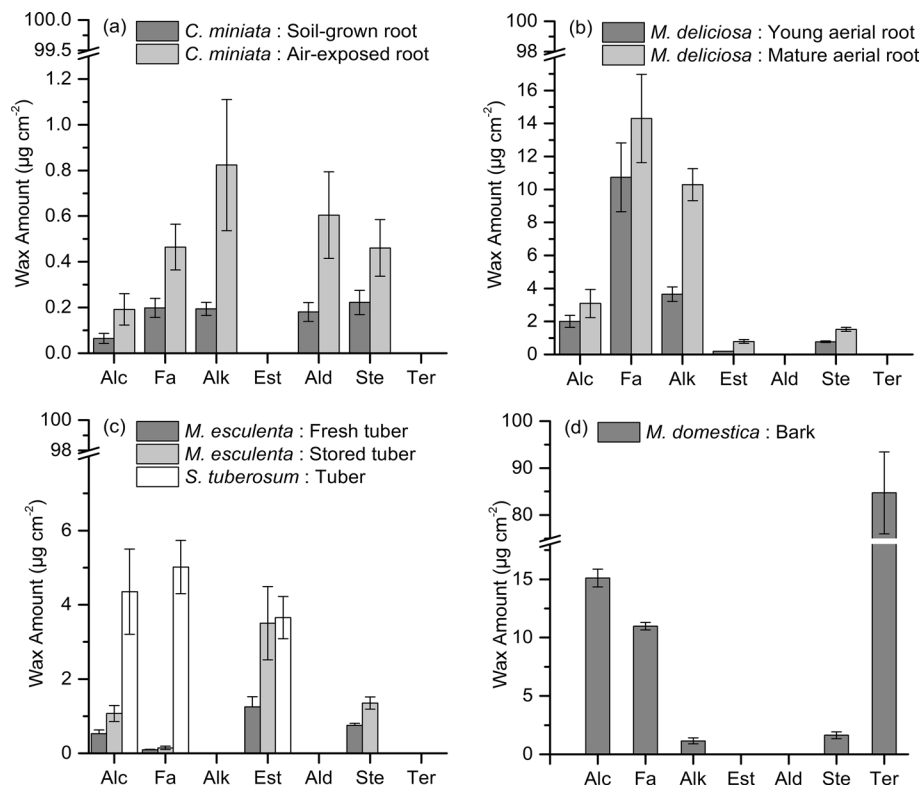 (a)
C. miniata : Soil-grown root
C. miniata : Air-exposed root
Wax Amount (µg cm-2)
100.0
99.5
1.2
1.0
0.8
0.6
0.4
0.2
0.0
Alc Fa Alk Est Ald Ste Ter
(b)
M. deliciosa : Young aerial root
M. deliciosa : Mature aerial root
Wax Amount (µg cm-2)
100
98
16
14
12
10
8
6
4
2
0
Alc Fa Alk Est Ald Ste Ter
(c)
M. esculenta : Fresh tuber
M. esculenta : Stored tuber
S. tuberosum : Tuber
Wax Amount (µg cm-2)
100
98
6
4
2
0
Alc Fa Alk Est Ald Ste Ter
(d)
M. domestica : Bark
Wax Amount (µg cm-2)
85
80
15
10
5
0
Alc Fa Alk Est Ald Ste Ter